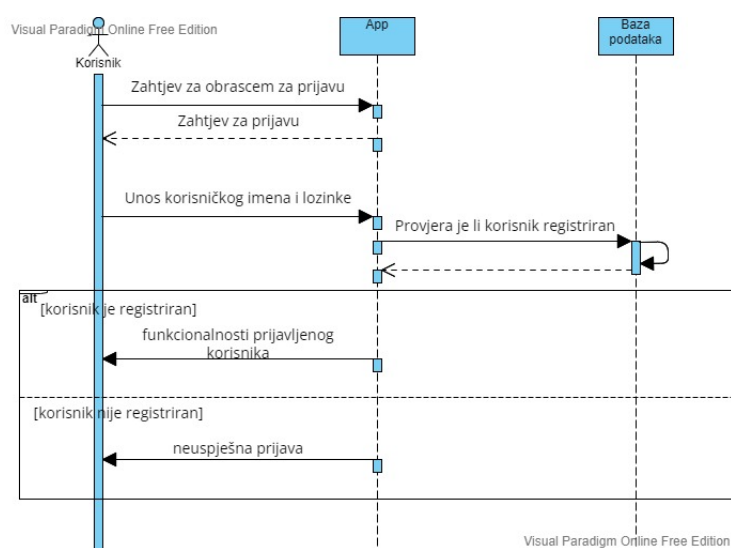 Visual Paradigm Online Free Edition
App
Baza
podataka
Korisnik
Zahtjev za obrascem za prijavu
Zahtjev za prijavu
Unos korisničkog imena i lozinke
Provjera je li korisnik registriran
alt
[korisnik je registriran]
funkcionalnosti prijavljenog
korisnika
[korisnik nije registriran]
neuspješna prijava
Visual Paradigm Online Free Edition